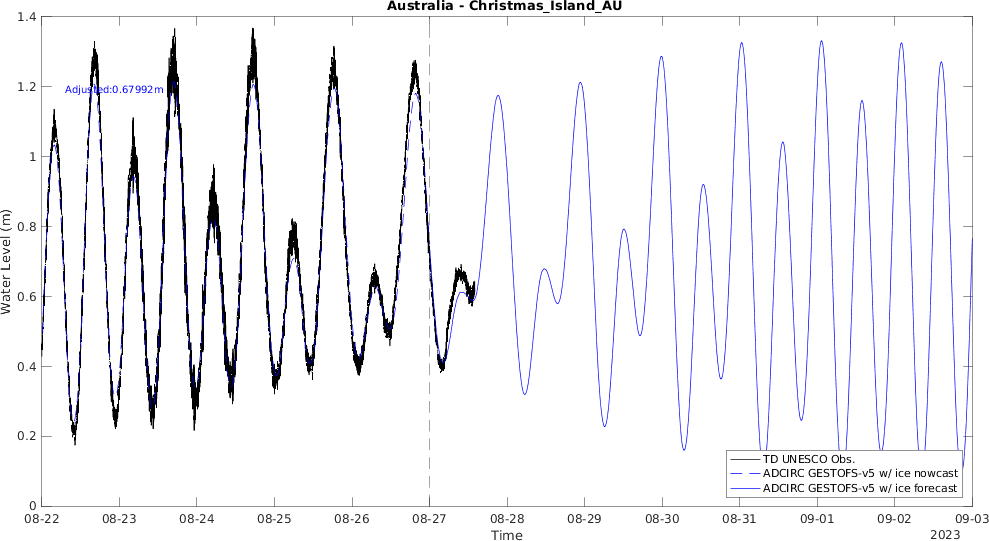 Australia - Christmas_Island_AU
1.4
1.2
1
0.8
0.6
0.4
0.2
0
Water Level (m)
Adjusted:0.67992m
TD UNESCO Obs.
ADCIRC GESTOFS-v5 w/ ice nowcast
ADCIRC GESTOFS-v5 w/ ice forecast
08-22 08-23 08-24 08-25 08-26 08-27 08-28 08-29 08-30 08-31 09-01 09-02 09-03
Time
2023